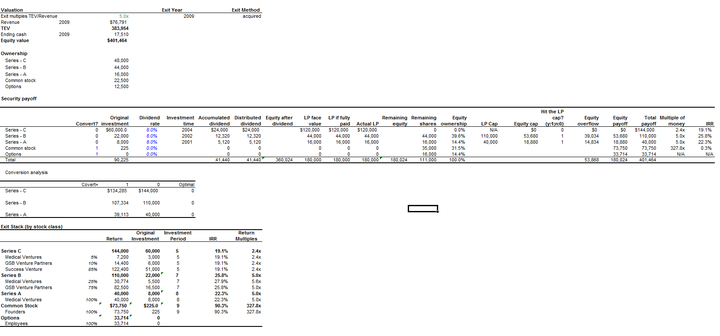 Valuation Exit Year Exit Method
Exit multiples TEV/Revenue 5.0x 2009 acquired
Revenue 2009 $76,791
TEV 383,954
Ending cash 2009 17,510
Equity value $401,464
Ownership
Series - C 48,000
Series - B 44,000
Series - A 16,000
Common stock 22,500
Options 12,500
Security payoff
Hit the LP
Original Dividend Investment Accumulated Distributed Equity after LP face LP if fully Remaining Remaining Equity cap? Equity Equity Total Multiple of
Convert? investment rate time dividend dividend dividend value paid Actual LP equity shares ownership LP Cap Equity cap (y:1;n:0) overflow payoff payoff money IRR
Series - C 0 $60,000.0 8.0% 2004 $24,000 $24,000 $120,000 $120,000 $120,000 0 0.0% N/A $0 0 $0 $0 $144,000 2.4x 19.1%
Series - B 0 22,000 8.0% 2002 12,320 12,320 44,000 44,000 44,000 44,000 39.6% 110,000 53,680 1 39,034 53,680 110,000 5.0x 25.8%
Series - A 0 8,000 8.0% 2001 5,120 5,120 16,000 16,000 16,000 16,000 14.4% 40,000 18,880 1 14,834 18,880 40,000 5.0x 22.3%
Common stock 1 225 0.0% 0 0 0 0 0 35,000 31.5% 73,750 73,750 327.8x 0.3%
Options 1 0 0.0% 0 0 0 0 0 16,000 14.4% 33,714 33,714 N/A N/A
Total 90,225 41,440 41,440 360,024 180,000 180,000 180,000 180,024 111,000 100.0% 53,868 180,024 401,464
Conversion analysis
1 0 Optimal
Series - C $134,285 $144,000 0
Series - B 107,334 110,000 0
Series - A 39,113 40,000 0
Exit Stack (by stock class)
Original Investment Return
Return Investment Period IRR Multiples
Series C 144,000 60,000 5 19.1% 2.4x
Medical Ventures 5% 7,200 3,000 5 19.1% 2.4x
GSB Venture Partners 10% 14,400 6,000 5 19.1% 2.4x
Success Venture 85% 122,400 51,000 5 19.1% 2.4x
Series B 110,000 22,000 7 25.8% 5.0x
Medical Ventures 25% 30,774 5,500 7 27.9% 5.6x
GSB Venture Partners 75% 82,500 16,500 7 25.8% 5.0x
Series A 40,000 8,000 8 22.3% 5.0x
Medical Ventures 100% 40,000 8,000 8 22.3% 5.0x
Common Stock $73,750 $225.0 9 90.3% 327.8x
Founders 100% 73,750 225 9 90.3% 327.8x
Options 33,714 0
Employees 100% 33,714 0